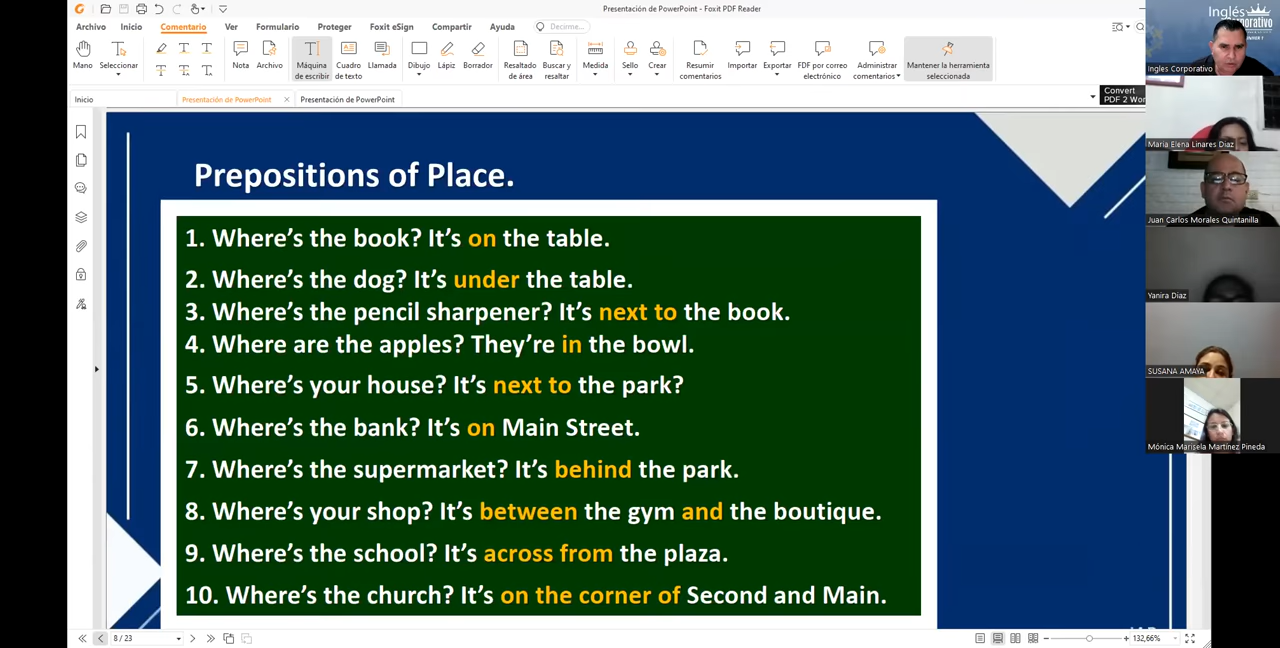 Presentación de PowerPoint - Foxit PDF Reader
Archivo Inicio Comentario Ver Formulario Proteger Foxit eSign Compartir Ayuda Decirme...
Mano Seleccionar Nota Archivo Máquina de escribir Cuadro de texto Llamada Dibujo Lápiz Borrador Resaltado de área Buscar y resaltar Medida Sello Crear Resumir comentarios Importar Exportar PDF por correo electrónico Administrar comentarios Mantener la herramienta seleccionada
Inicio Presentación de PowerPoint Presentación de PowerPoint
Convert
PDF 2 Wor
Prepositions of Place.
1. Where’s the book? It’s on the table.
2. Where’s the dog? It’s under the table.
3. Where’s the pencil sharpener? It’s next to the book.
4. Where are the apples? They’re in the bowl.
5. Where’s your house? It’s next to the park?
6. Where’s the bank? It’s on Main Street.
7. Where’s the supermarket? It’s behind the park.
8. Where’s your shop? It’s between the gym and the boutique.
9. Where’s the school? It’s across from the plaza.
10. Where’s the church? It’s on the corner of Second and Main.
8 / 23
132,66%
Inglés
Corporativo
Ingles Corporativo
Maria Elena Linares Diaz
Juan Carlos Morales Quintanilla
Yanira Diaz
SUSANA AMAYA
Mónica Marisela Martínez Pineda